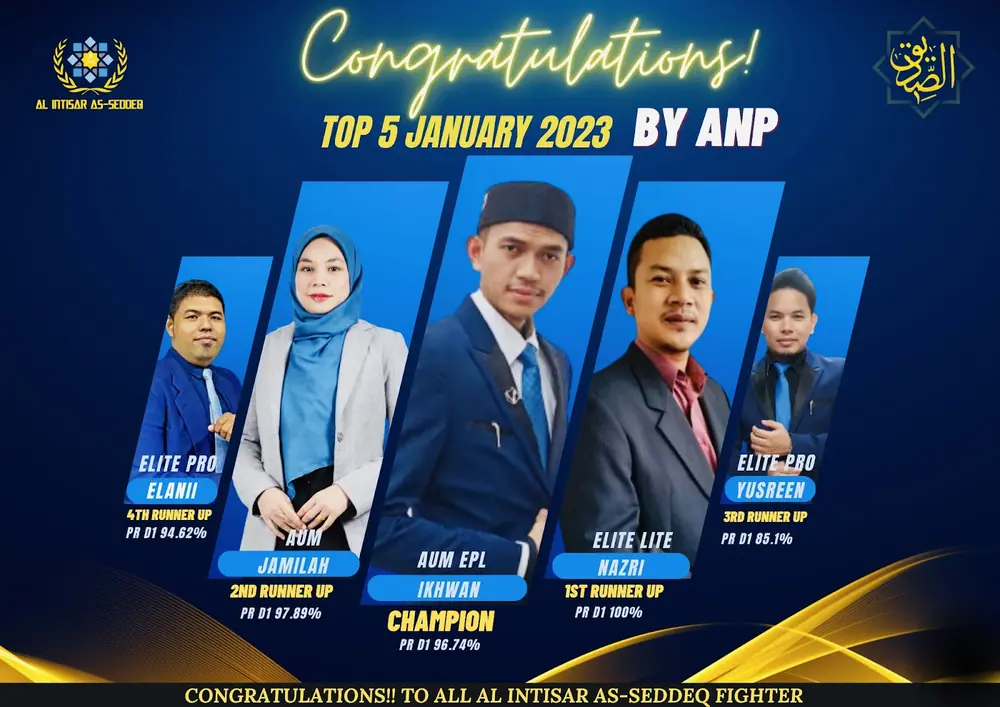 Congratulations!
AL INTISAR AS-SEDDEQ
الصديق
TOP 5 JANUARY 2023 BY ANP
ELITE PRO
ELANII
4TH RUNNER UP
PR D1 94.62%
AUM
JAMILAH
2ND RUNNER UP
PR D1 97.89%
AUM EPL
IKHWAN
CHAMPION
PR D1 96.74%
ELITE LITE
NAZRI
1ST RUNNER UP
PR D1 100%
ELITE PRO
YUSREEN
3RD RUNNER UP
PR D1 85.1%
CONGRATULATIONS!! TO ALL AL INTISAR AS-SEDDEQ FIGHTER